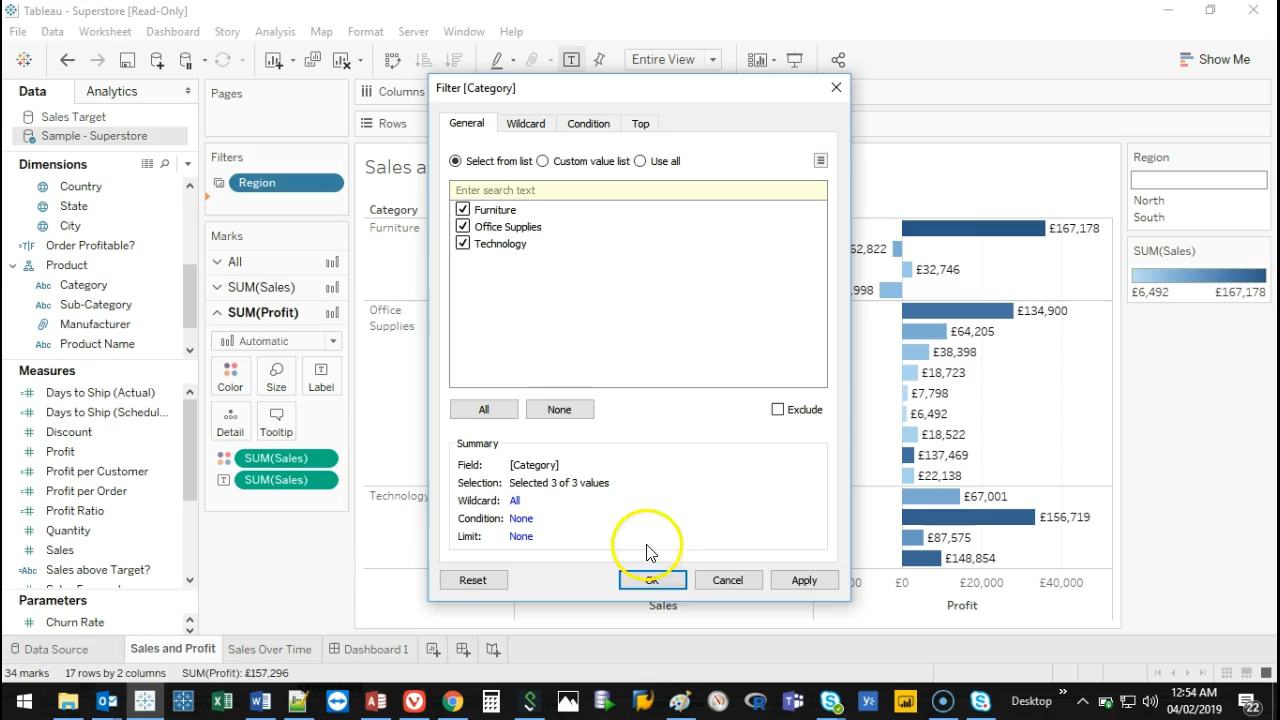 Tableau - Superstore [Read-Only]
File Data Worksheet Dashboard Story Analysis Map Format Server Window Help
Entire View
Show Me
Data
Analytics
Sales Target
Sample - Superstore
Dimensions
Country
State
City
Order Profitable?
Product
Category
Sub-Category
Manufacturer
Product Name
Measures
Days to Ship (Actual)
Days to Ship (Schedul...
Discount
Profit
Profit per Customer
Profit per Order
Profit Ratio
Quantity
Sales
Sales above Target?
Parameters
Churn Rate
Pages
Filters
Region
Marks
All
SUM(Sales)
SUM(Profit)
Automatic
Color Size Label
Detail Tooltip
SUM(Sales)
SUM(Sales)
Columns
Rows
Sales a
Category
Furniture
Office
Supplies
Technology
Filter [Category]
General Wildcard Condition Top
Select from list Custom value list Use all
Enter search text
Furniture
Office Supplies
Technology
All None Exclude
Summary
Field: [Category]
Selection: Selected 3 of 3 values
Wildcard: All
Condition: None
Limit: None
Reset OK Cancel Apply
£167,178
62,822
£32,746
998
£134,900
£64,205
£38,398
£18,723
£7,798
£6,492
£18,522
£137,469
£22,138
£67,001
£156,719
£87,575
£148,854
00 £0 £20,000 £40,000
Sales
Profit
Region
North
South
SUM(Sales)
£6,492 £167,178
Data Source Sales and Profit Sales Over Time Dashboard 1
34 marks 17 rows by 2 columns SUM(Profit): £157,296
Desktop
12:54 AM
04/02/2019
22